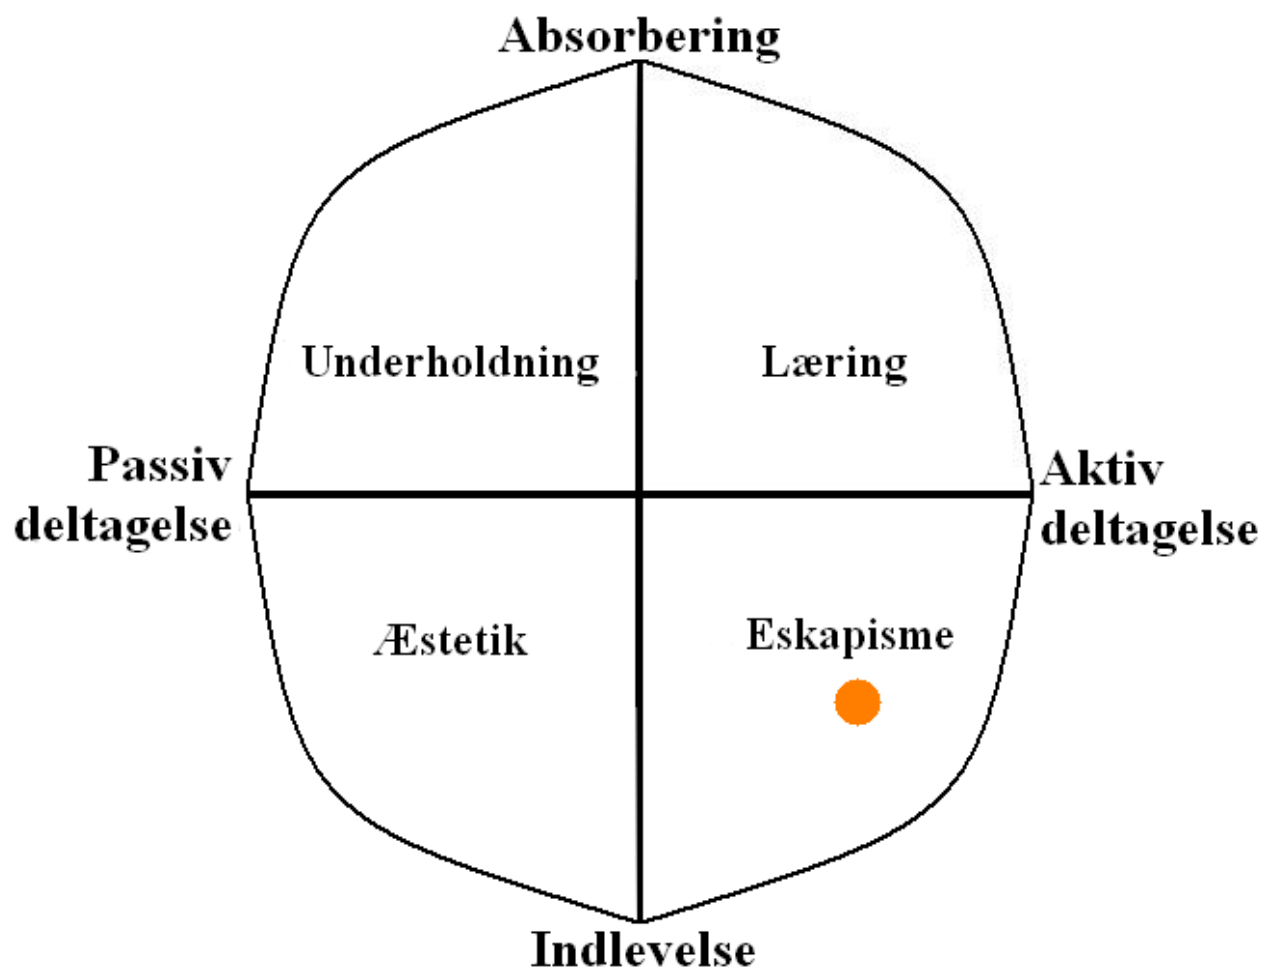 Absorbering
Underholdning
Læring
Passiv
deltagelse
Aktiv
deltagelse
Æstetik
Eskapisme
Indlevelse